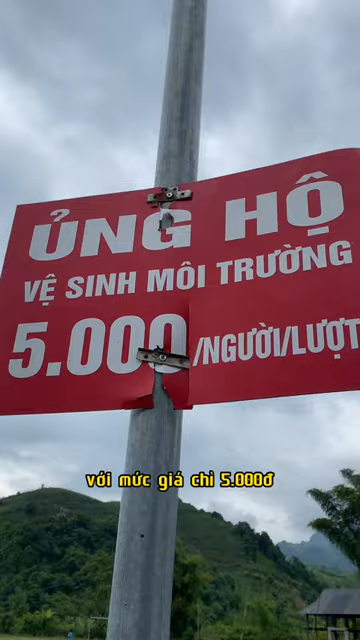 ỦNG HỘ
VỆ SINH MÔI TRƯỜNG
5.000/NGƯỜI/LƯỢT
với mức giá chỉ 5.000đ